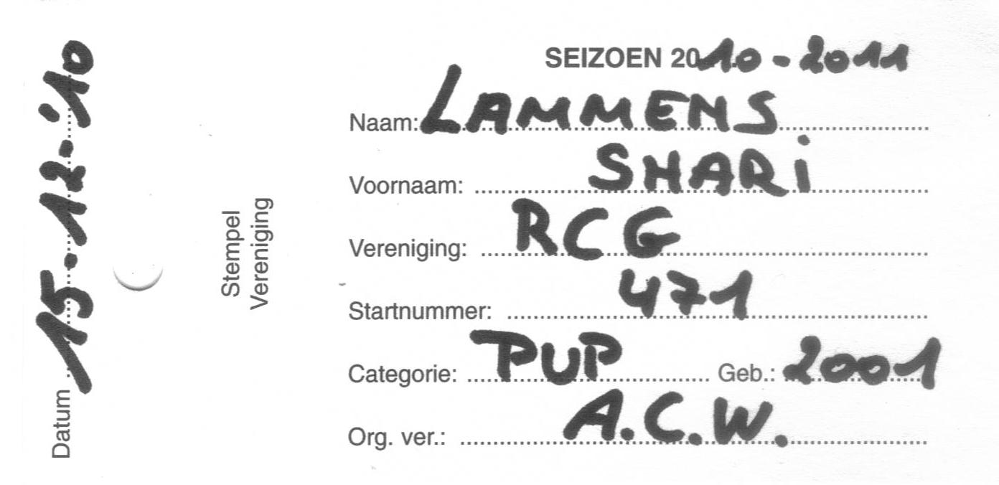 SEIZOEN 2010-2011
Naam: LAMMENS
Voornaam: SHARi
Vereniging: RCG
Startnummer: 471
Categorie: PUP Geb.: 2001
Org. ver.: A.C.W.
Stempel
Vereniging
Datum 15-12-'10